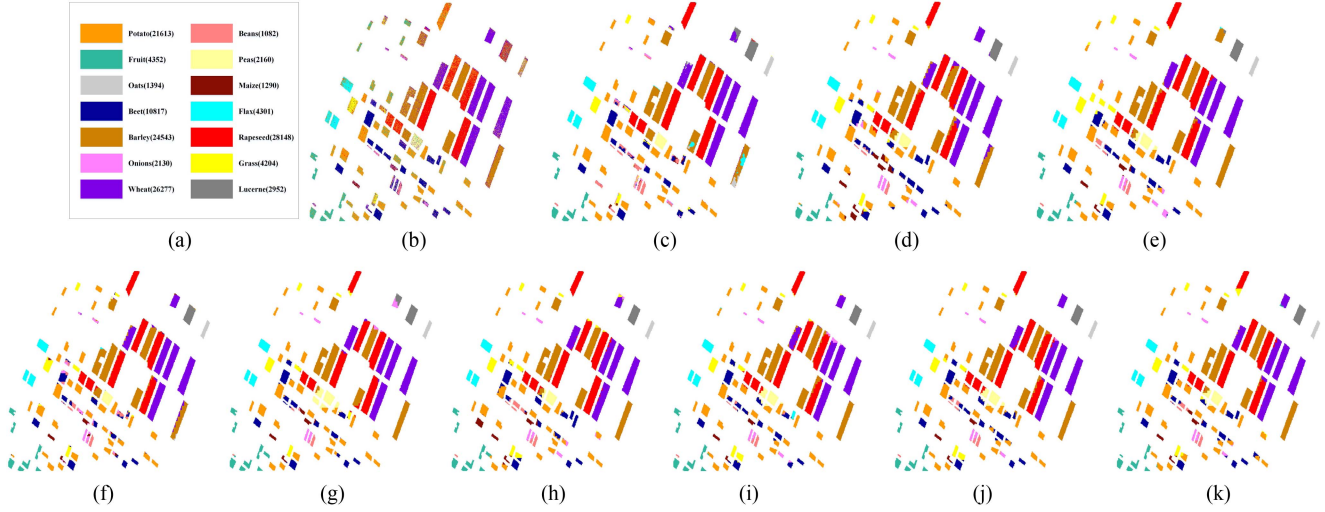 Potato(21613) Beans(1082)
Fruit(4352) Peas(2160)
Oats(1394) Maize(1290)
Beet(10817) Flax(4301)
Barley(24543) Rapeseed(28148)
Onions(2130) Grass(4204)
Wheat(26277) Lucerne(2952)
(a) (b) (c) (d) (e)
(f) (g) (h) (i) (j) (k)